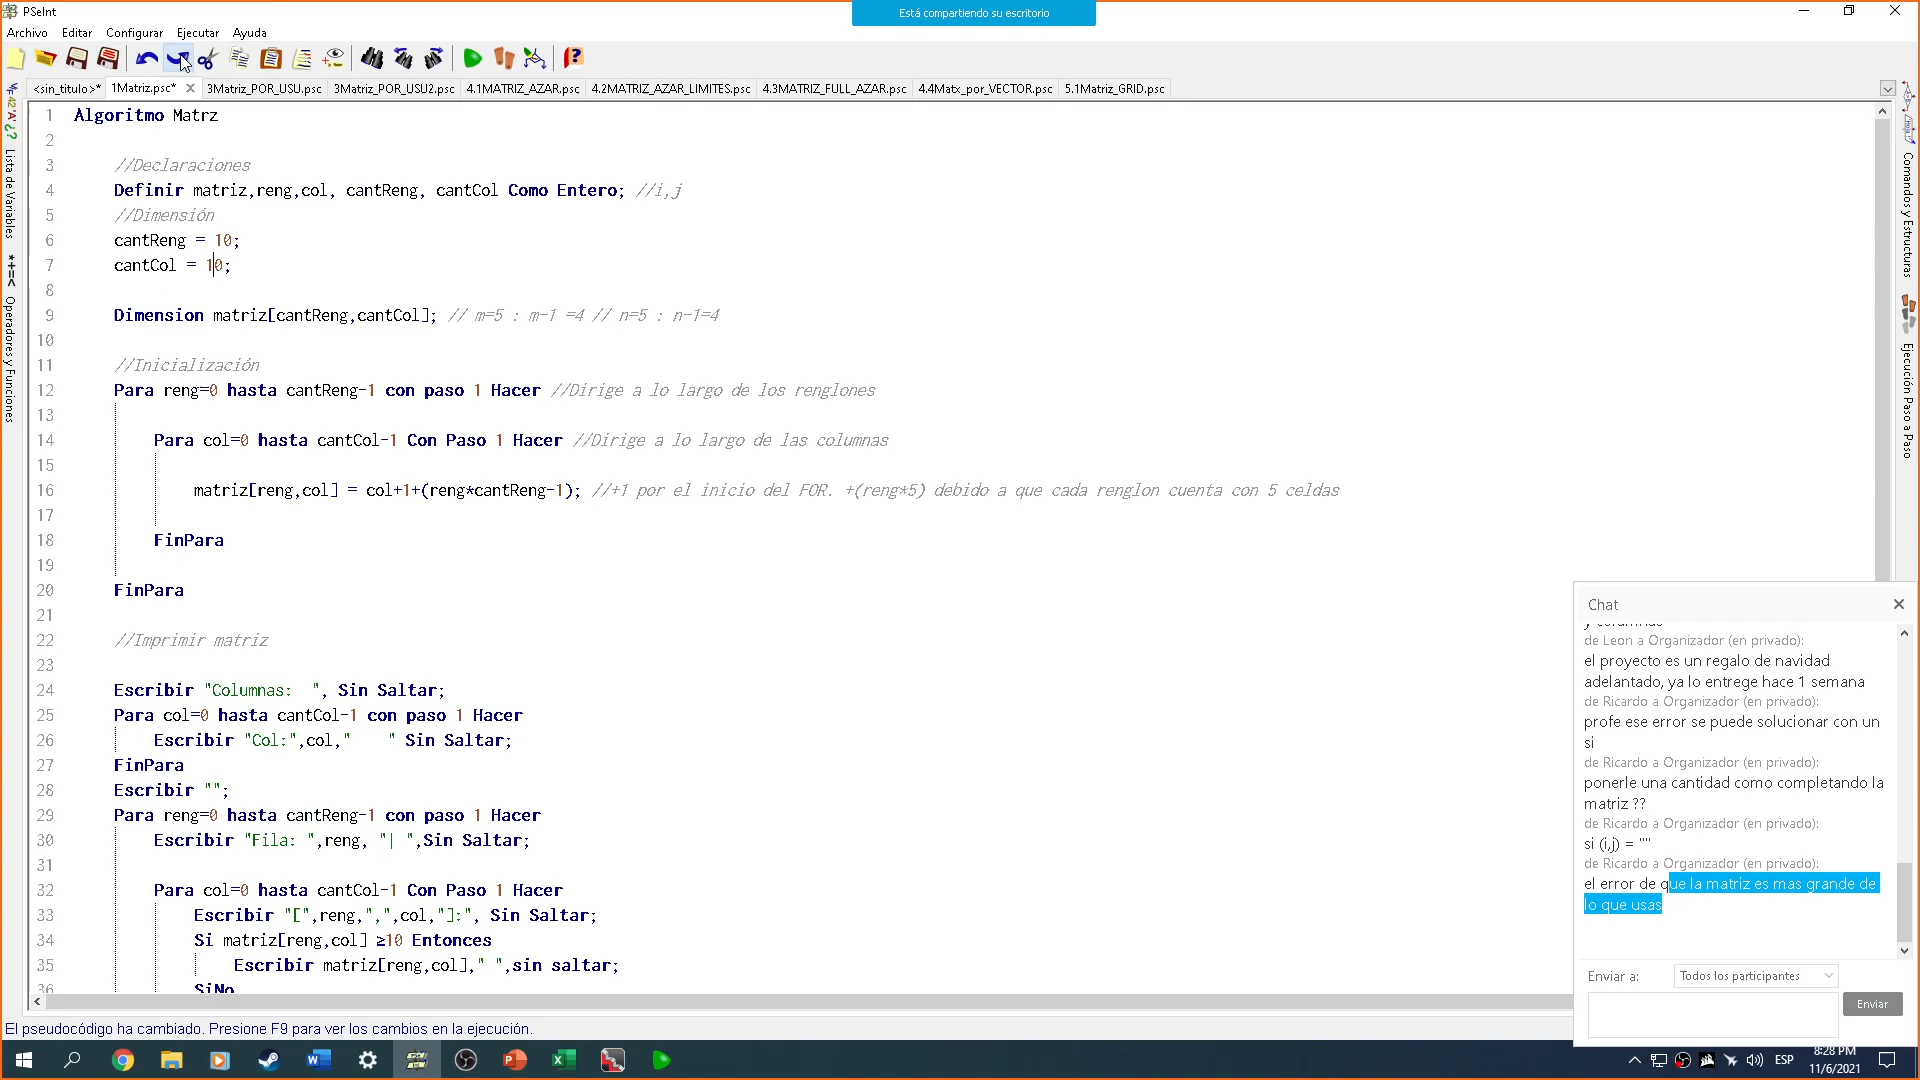 PSeInt
Está compartiendo su escritorio
Archivo Editar Configurar Ejecutar Ayuda
<sin_titulo>* 1Matriz.psc* 3Matriz_POR_USU.psc 3Matriz_POR_USU2.psc 4.1MATRIZ_AZAR.psc 4.2MATRIZ_AZAR_LIMITES.psc 4.3MATRIZ_FULL_AZAR.psc 4.4Matx_por_VECTOR.psc 5.1Matriz_GRID.psc
Lista de Variables
*+=< Operadores y Funciones
1 Algoritmo Matrz
2
3 //Declaraciones
4 Definir matriz,reng,col, cantReng, cantCol Como Entero; //i,j
5 //Dimensión
6 cantReng = 10;
7 cantCol = 10;
8
9 Dimension matriz[cantReng,cantCol]; // m=5 : m-1 =4 // n=5 : n-1=4
10
11 //Inicialización
12 Para reng=0 hasta cantReng-1 con paso 1 Hacer //Dirige a lo largo de los renglones
13
14 Para col=0 hasta cantCol-1 Con Paso 1 Hacer //Dirige a lo largo de las columnas
15
16 matriz[reng,col] = col+1+(reng*cantReng-1); //+1 por el inicio del FOR. +(reng*5) debido a que cada renglon cuenta con 5 celdas
17
18 FinPara
19
20 FinPara
21
22 //Imprimir matriz
23
24 Escribir "Columnas:  ", Sin Saltar;
25 Para col=0 hasta cantCol-1 con paso 1 Hacer
26 Escribir "Col:",col,"    " Sin Saltar;
27 FinPara
28 Escribir "";
29 Para reng=0 hasta cantReng-1 con paso 1 Hacer
30 Escribir "Fila: ",reng, "| ",Sin Saltar;
31
32 Para col=0 hasta cantCol-1 Con Paso 1 Hacer
33 Escribir "[",reng,",",col,"]:", Sin Saltar;
34 Si matriz[reng,col] ≥10 Entonces
35 Escribir matriz[reng,col]," ",sin saltar;
36 SiNo
Comandos y Estructuras
Ejecución Paso a Paso
Chat
y columnas
de Leon a Organizador (en privado):
el proyecto es un regalo de navidad
adelantado, ya lo entrege hace 1 semana
de Ricardo a Organizador (en privado):
profe ese error se puede solucionar con un
si
de Ricardo a Organizador (en privado):
ponerle una cantidad como completando la
matriz ??
de Ricardo a Organizador (en privado):
si (i,j) = ""
de Ricardo a Organizador (en privado):
el error de que la matriz es mas grande de
lo que usas
Enviar a: Todos los participantes
Enviar
El pseudocódigo ha cambiado. Presione F9 para ver los cambios en la ejecución.
ESP
8:28 PM
11/6/2021